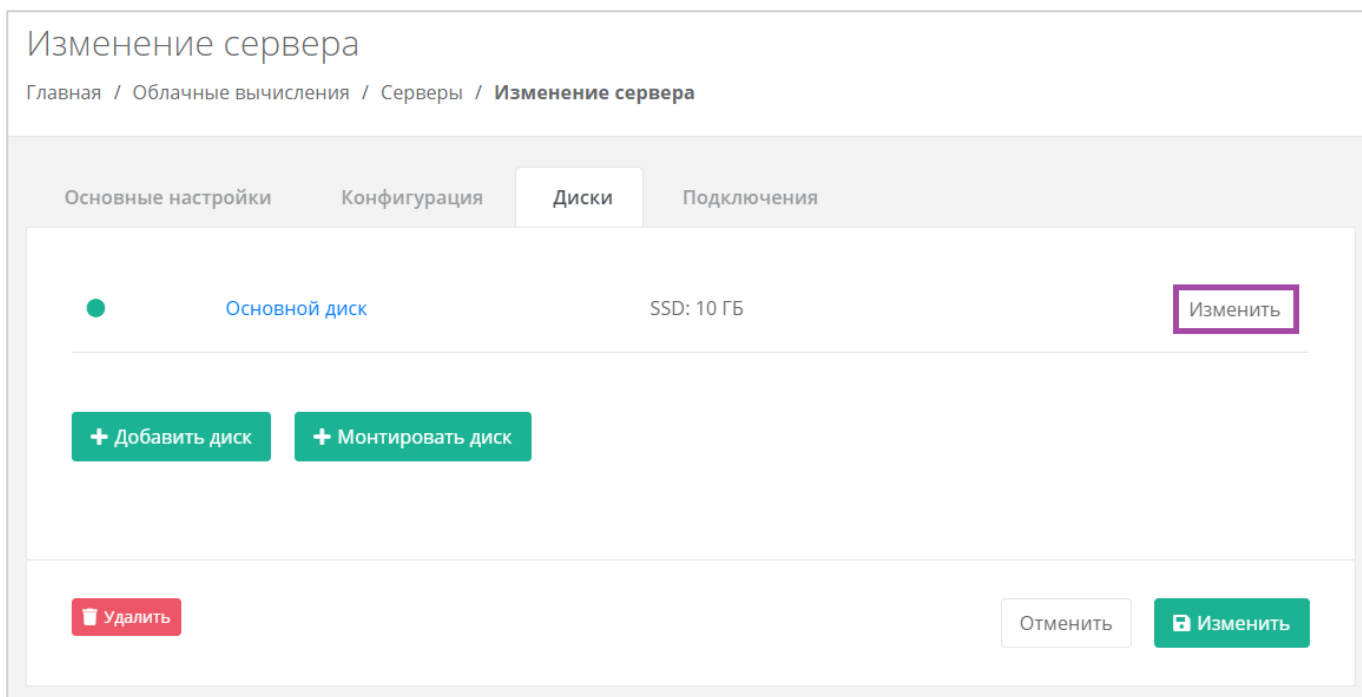 Изменение сервера
Главная / Облачные вычисления / Серверы / Изменение сервера
Основные настройки Конфигурация Диски Подключения
Основной диск SSD: 10 ГБ Изменить
+ Добавить диск + Монтировать диск
Удалить Отменить Изменить